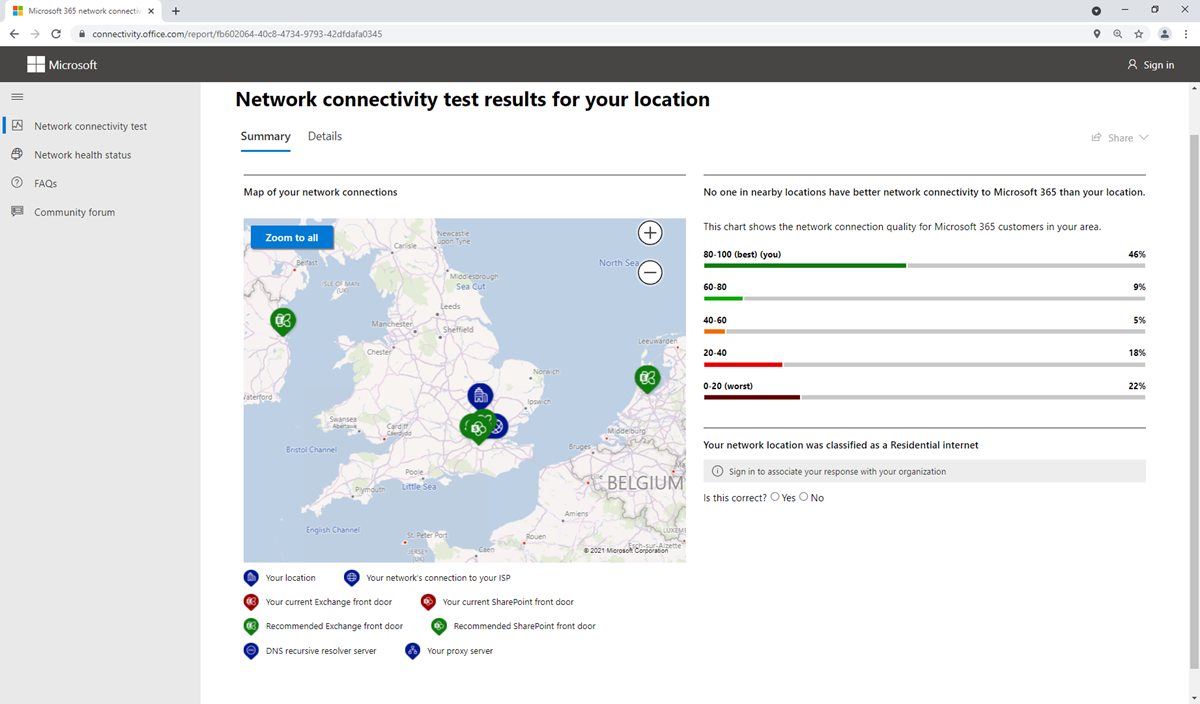 Microsoft 365 network connectiv
connectivity.office.com/report/fb602064-40c8-4734-9793-42dfdafa0345
Microsoft
Sign in
Network connectivity test
Network health status
FAQs
Community forum
Network connectivity test results for your location
Summary
Details
Share
Map of your network connections
Zoom to all
Newcastle
upon-Tyne
Carlisle
North Sea
Belfast
Middlesbrough
Sea Cut
ISLE OF MAN
(UK)
Leeds
Manchester
Sheffield
Leeuwarden
Chester
Norwich
Waterford
Ipswich
Swansea
Abertawe
Cardiff
Caerdydd
Middelburg
Bruges
Bristol Channel
Lille
BELGIUM
Poole
Little Sea
Plymouth
Amiens
English Channel
LUXEM
St. Peter Port
Rouen
Esch-sur-Alzette
JERSEY
(UK)
Caen
© 2021 Microsoft Corporation
Your location
Your network's connection to your ISP
Your current Exchange front door
Your current SharePoint front door
Recommended Exchange front door
Recommended SharePoint front door
DNS recursive resolver server
Your proxy server
No one in nearby locations have better network connectivity to Microsoft 365 than your location.
This chart shows the network connection quality for Microsoft 365 customers in your area.
80-100 (best) (you) 46%
60-80 9%
40-60 5%
20-40 18%
0-20 (worst) 22%
Your network location was classified as a Residential internet
Sign in to associate your response with your organization
Is this correct? Yes No